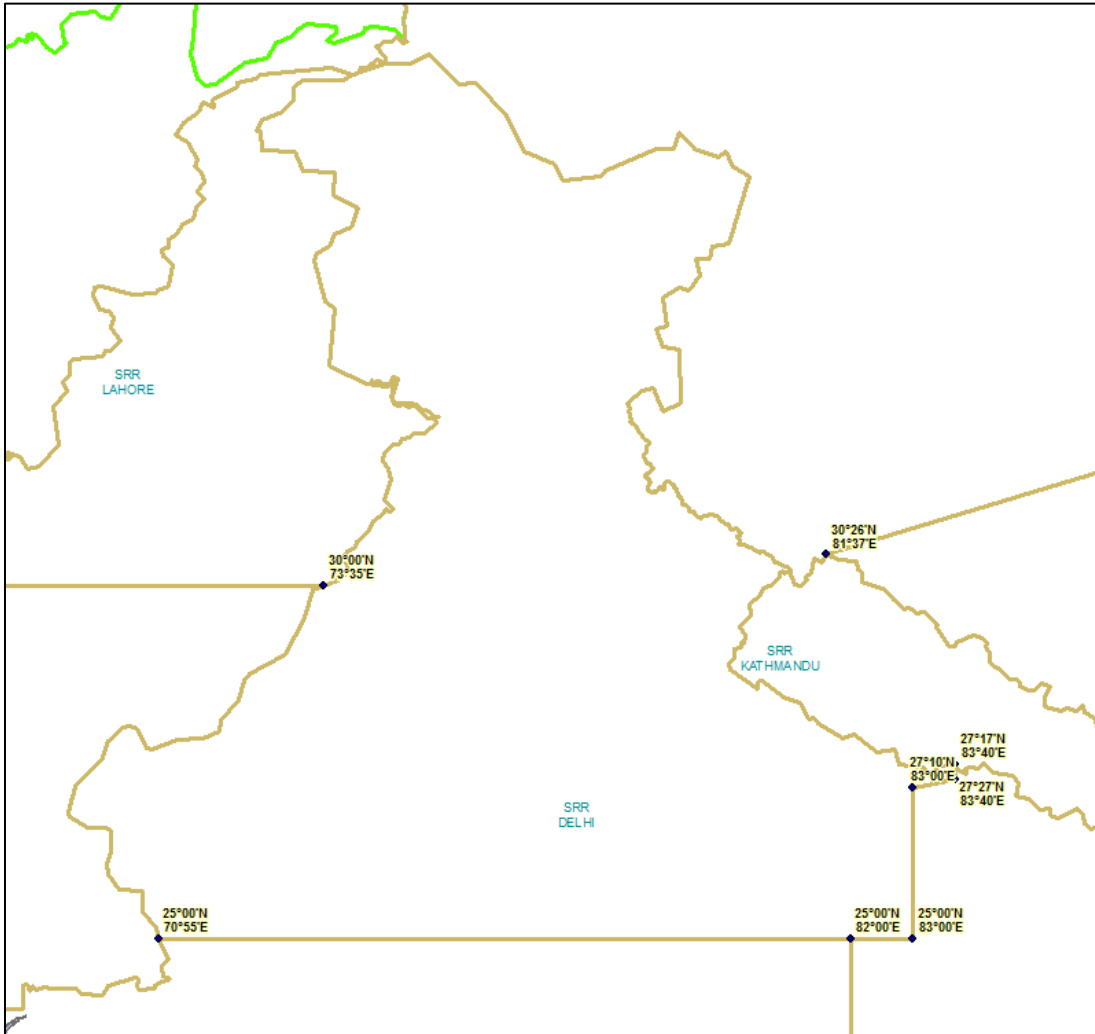 SRR
LAHORE
30°26'N
81°37'E
30°00'N
73°35'E
SRR
KATHMANDU
27°17'N
83°40'E
27°10'N
83°00'E
27°27'N
83°40'E
SRR
DELHI
25°00'N
70°55'E
25°00'N
82°00'E
25°00'N
83°00'E